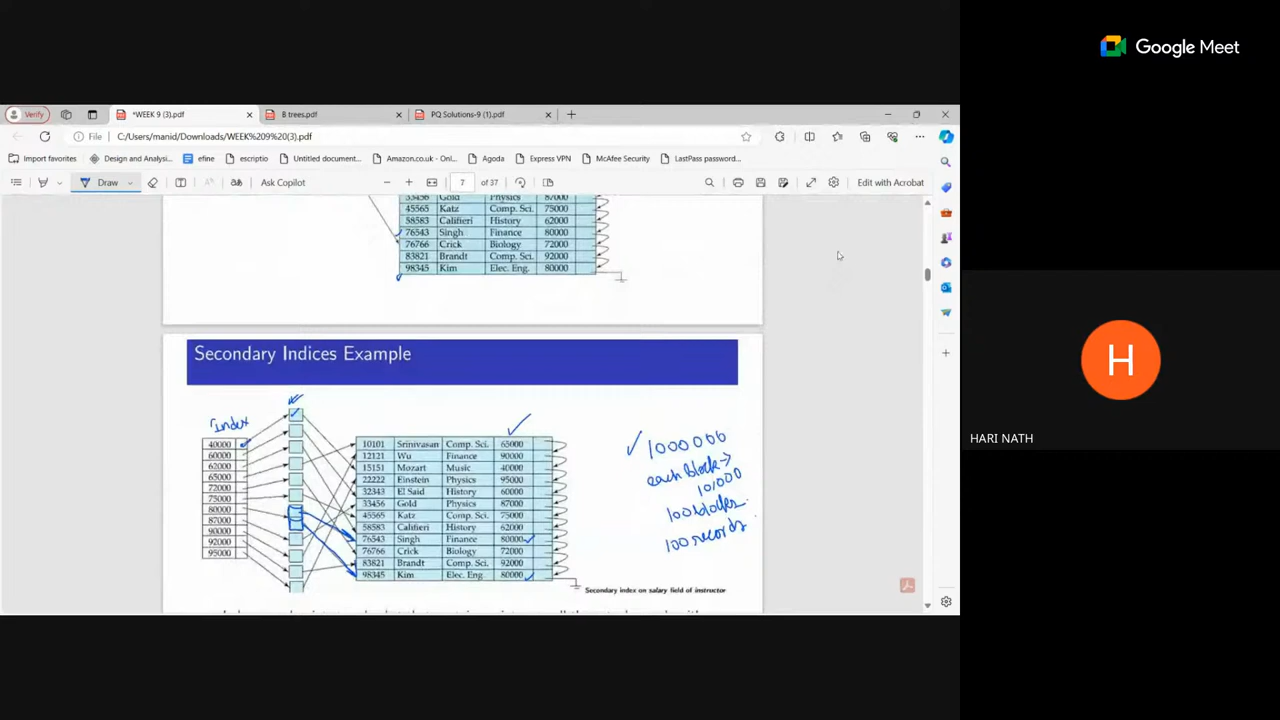 Google Meet
Verify
*WEEK 9 (3).pdf
B trees.pdf
PQ Solutions-9 (1).pdf
File
C:/Users/manid/Downloads/WEEK%209%20(3).pdf
Import favorites
Design and Analysi...
efine
escriptio
Untitled document...
Amazon.co.uk - Onl...
Agoda
Express VPN
McAfee Security
LastPass password...
Draw
Ask Copilot
7
of 37
Edit with Acrobat
33456 Gold Physics 87000
45565 Katz Comp. Sci. 75000
58583 Califieri History 62000
76543 Singh Finance 80000
76766 Crick Biology 72000
83821 Brandt Comp. Sci. 92000
98345 Kim Elec. Eng. 80000
Secondary Indices Example
Index
40000
60000
62000
65000
72000
75000
80000
87000
90000
92000
95000
10101 Srinivasan Comp. Sci. 65000
12121 Wu Finance 90000
15151 Mozart Music 40000
22222 Einstein Physics 95000
32343 El Said History 60000
33456 Gold Physics 87000
45565 Katz Comp. Sci. 75000
58583 Califieri History 62000
76543 Singh Finance 80000
76766 Crick Biology 72000
83821 Brandt Comp. Sci. 92000
98345 Kim Elec. Eng. 80000
1000000
each block →
10,000
100 blocks
100 records
Secondary index on salary field of instructor
H
HARI NATH